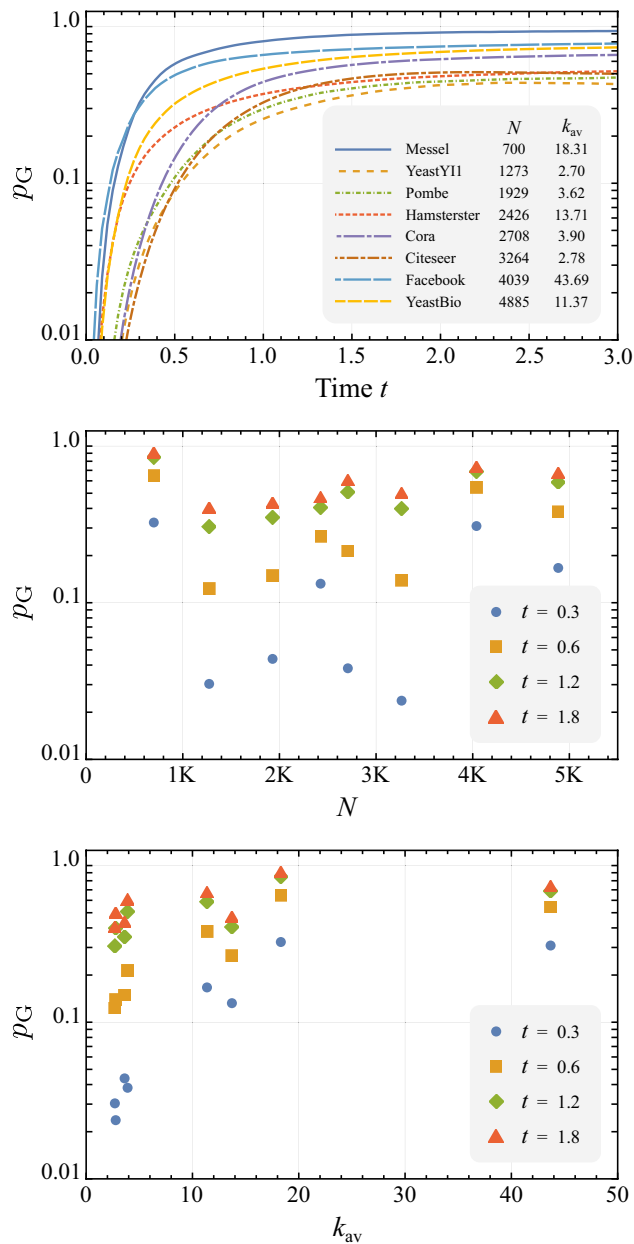 1.0
0.1
0.01
pG
N kav
Messel 700 18.31
YeastYI1 1273 2.70
Pombe 1929 3.62
Hamsterster 2426 13.71
Cora 2708 3.90
Citeseer 3264 2.78
Facebook 4039 43.69
YeastBio 4885 11.37
0.0 0.5 1.0 1.5 2.0 2.5 3.0
Time t
1.0
0.1
0.01
pG
t = 0.3
t = 0.6
t = 1.2
t = 1.8
0 1K 2K 3K 4K 5K
N
1.0
0.1
0.01
pG
t = 0.3
t = 0.6
t = 1.2
t = 1.8
0 10 20 30 40 50
kav